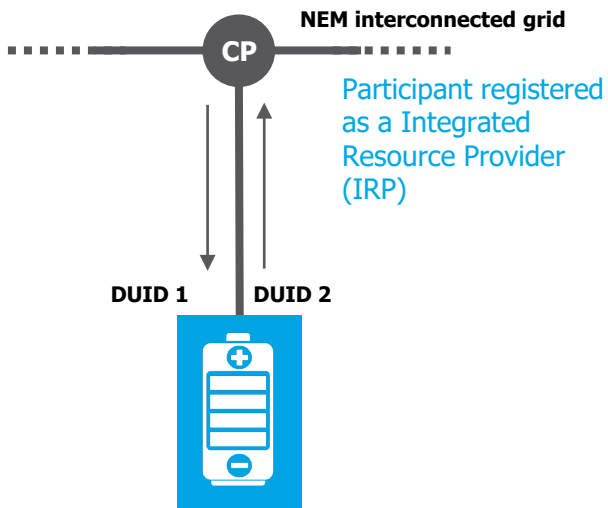 NEM interconnected grid
CP
Participant registered
as a Integrated
Resource Provider
(IRP)
DUID 1
DUID 2